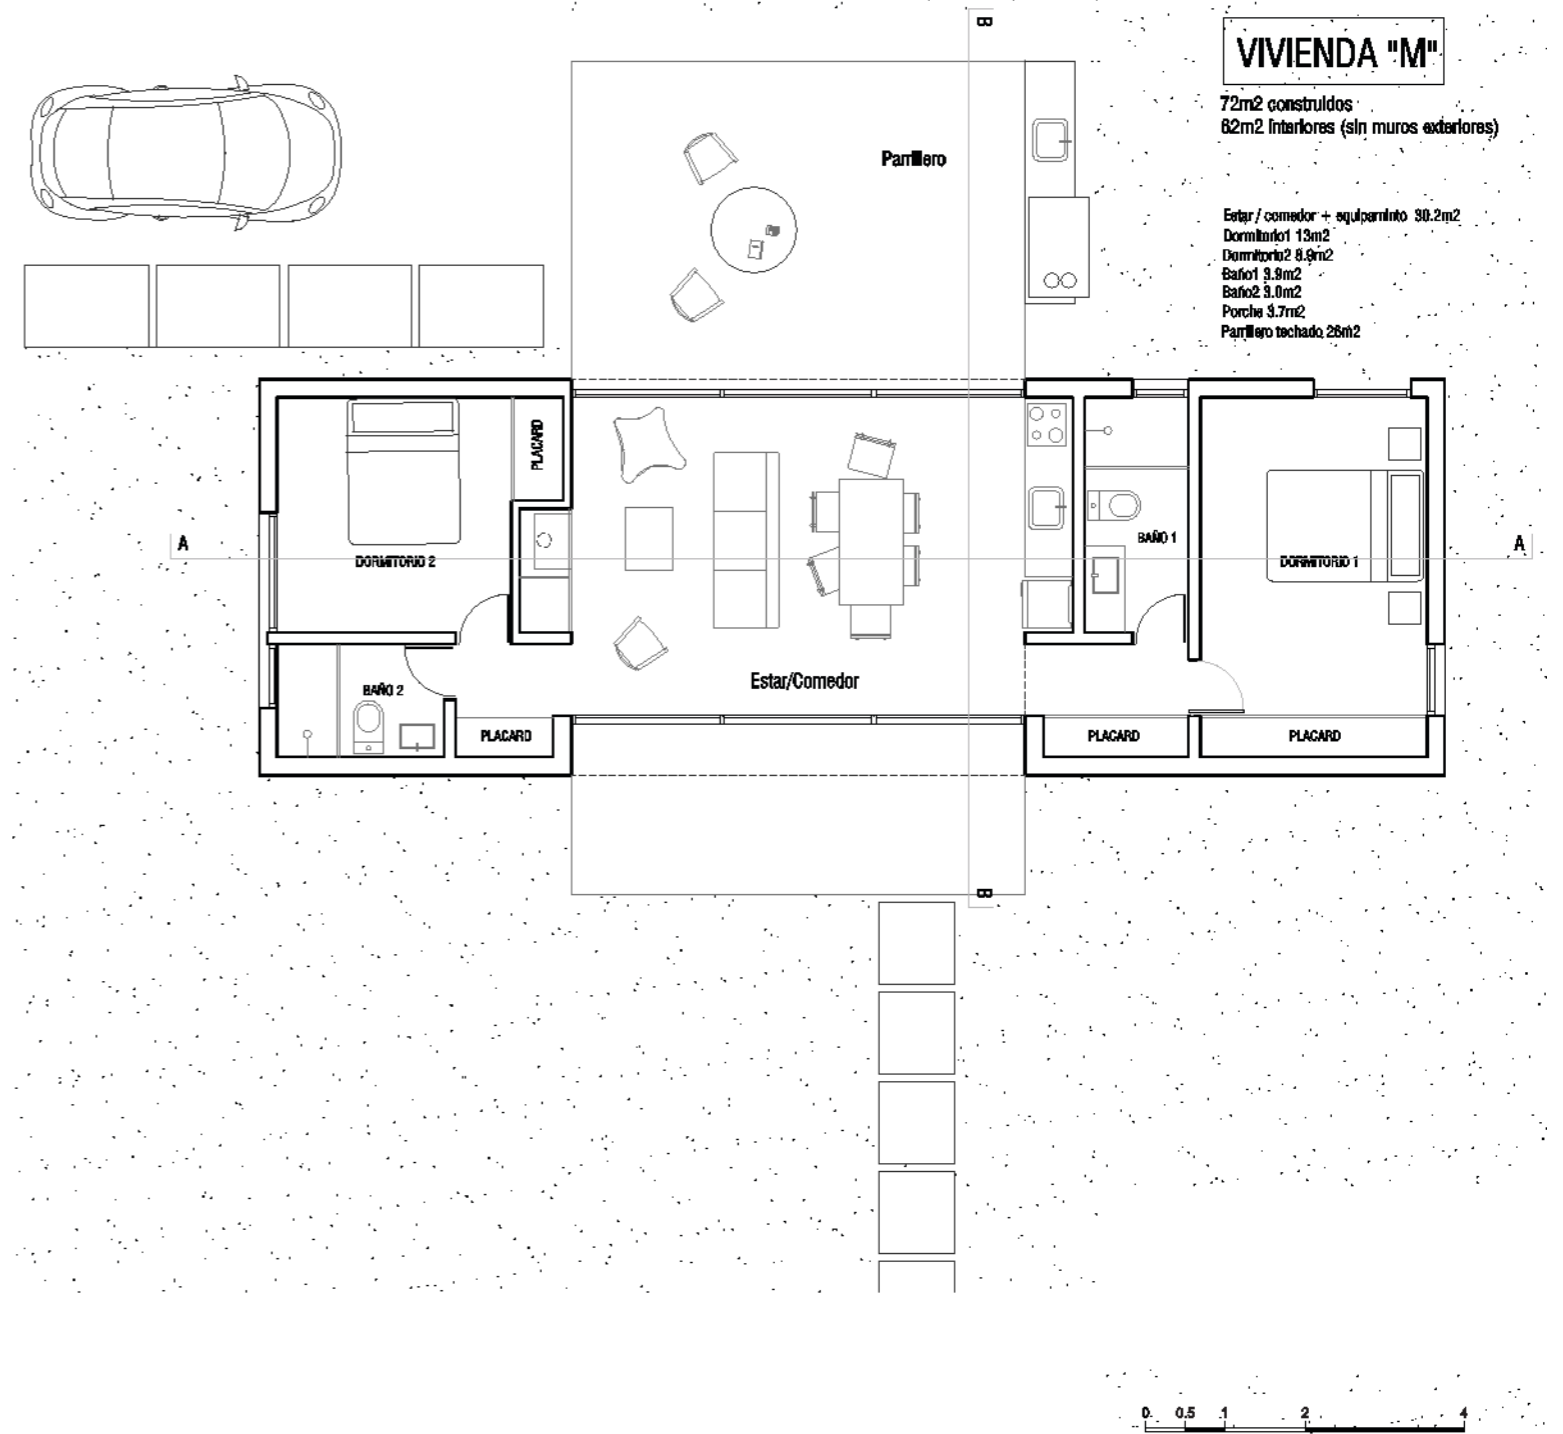 B
VIVIENDA "M"
72m2 construidos
62m2 interiores (sin muros exteriores)
Parrillero
Estar / comedor + equipaminto 30.2m2
Dormitorio1 13m2
Dormitorio2 8.9m2
Baño1 3.9m2
Baño2 3.0m2
Porche 3.7m2
Parrillero techado 26m2
PLACARD
A
DORMITORIO 2
BAÑO 1
DORMITORIO 1
A
BAÑO 2
Estar/Comedor
PLACARD
PLACARD
PLACARD
B
0 0.5 1 2 4